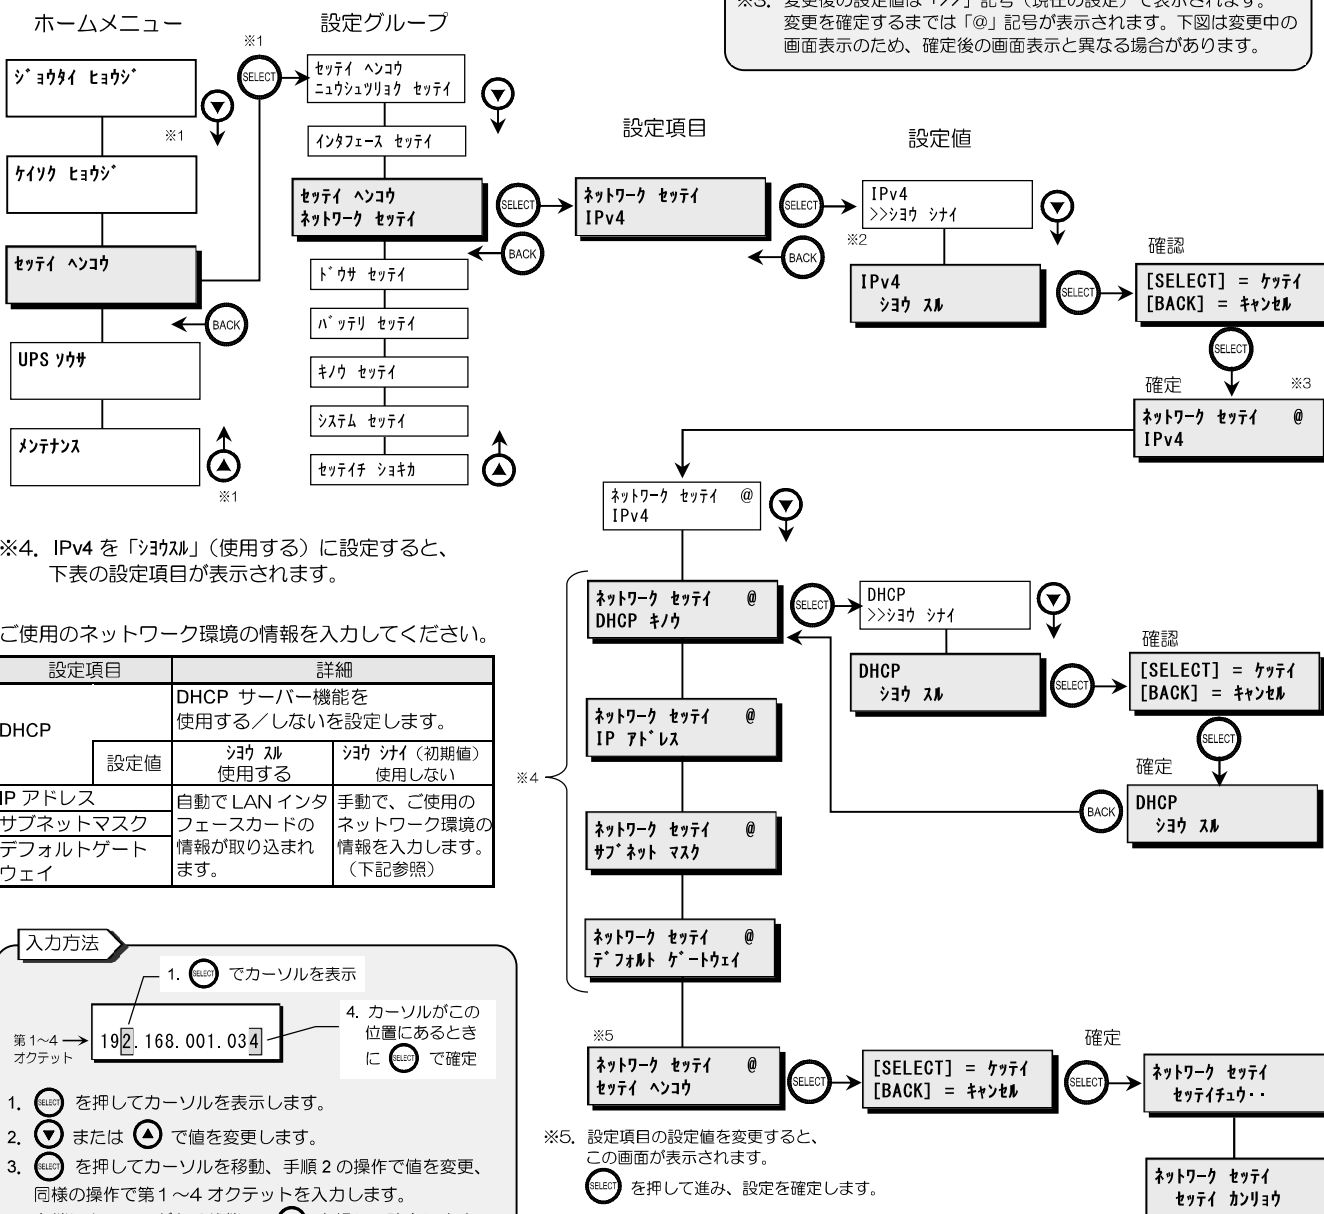 ホームメニュー
ｼﾞｮｳﾀｲ ﾋｮｳｼﾞ
※1
ｹｲｿｸ ﾋｮｳｼﾞ
ｾｯﾃｲ ﾍﾝｺｳ
BACK
UPS ｿｳｻ
ﾒﾝﾃﾅﾝｽ
※1
※1
SELECT
設定グループ
ｾｯﾃｲ ﾍﾝｺｳ
ﾆｭｳｼｭﾂﾘｮｸ ｾｯﾃｲ
ｲﾝﾀﾌｪｰｽ ｾｯﾃｲ
ｾｯﾃｲ ﾍﾝｺｳ
ﾈｯﾄﾜｰｸ ｾｯﾃｲ
SELECT
BACK
ﾄﾞｳｻ ｾｯﾃｲ
ﾊﾞｯﾃﾘ ｾｯﾃｲ
ｷﾉｳ ｾｯﾃｲ
ｼｽﾃﾑ ｾｯﾃｲ
ｾｯﾃｲﾁ ｼｮｷｶ
※3. 変更後の設定値は「>>」記号（現在の設定）で表示されます。
変更を確定するまでは「@」記号が表示されます。下図は変更中の
画面表示のため、確定後の画面表示と異なる場合があります。
設定項目
ﾈｯﾄﾜｰｸ ｾｯﾃｲ
IPv4
SELECT
BACK
設定値
IPv4
>>ｼﾖｳ ｼﾅｲ
※2
IPv4
ｼﾖｳ ｽﾙ
SELECT
確認
[SELECT] = ｹｯﾃｲ
[BACK] = ｷｬﾝｾﾙ
SELECT
確定
※3
ﾈｯﾄﾜｰｸ ｾｯﾃｲ @
IPv4
ﾈｯﾄﾜｰｸ ｾｯﾃｲ @
IPv4
※4
ﾈｯﾄﾜｰｸ ｾｯﾃｲ @
DHCP ｷﾉｳ
SELECT
DHCP
>>ｼﾖｳ ｼﾅｲ
DHCP
ｼﾖｳ ｽﾙ
SELECT
確認
[SELECT] = ｹｯﾃｲ
[BACK] = ｷｬﾝｾﾙ
SELECT
確定
DHCP
ｼﾖｳ ｽﾙ
BACK
ﾈｯﾄﾜｰｸ ｾｯﾃｲ @
IP ｱﾄﾞﾚｽ
ﾈｯﾄﾜｰｸ ｾｯﾃｲ @
ｻﾌﾞﾈｯﾄ ﾏｽｸ
ﾈｯﾄﾜｰｸ ｾｯﾃｲ @
ﾃﾞﾌｫﾙﾄ ｹﾞｰﾄｳｪｲ
※5
ﾈｯﾄﾜｰｸ ｾｯﾃｲ @
ｾｯﾃｲ ﾍﾝｺｳ
SELECT
[SELECT] = ｹｯﾃｲ
[BACK] = ｷｬﾝｾﾙ
SELECT
確定
ﾈｯﾄﾜｰｸ ｾｯﾃｲ
ｾｯﾃｲﾁｭｳ･･
ﾈｯﾄﾜｰｸ ｾｯﾃｲ
ｾｯﾃｲ ｶﾝﾘｮｳ
※5. 設定項目の設定値を変更すると、
この画面が表示されます。
SELECT を押して進み、設定を確定します。
※4. IPv4 を「ｼﾖｳｽﾙ」（使用する）に設定すると、
下表の設定項目が表示されます。
ご使用のネットワーク環境の情報を入力してください。
設定項目 詳細
DHCP
DHCP サーバー機能を
使用する／しないを設定します。
設定値
ｼﾖｳ ｽﾙ
使用する
ｼﾖｳ ｼﾅｲ（初期値）
使用しない
IP アドレス
サブネットマスク
デフォルトゲート
ウェイ
自動で LAN インタ
フェースカードの
情報が取り込まれ
ます。
手動で、ご使用の
ネットワーク環境の
情報を入力します。
（下記参照）
入力方法
1. SELECT でカーソルを表示
第1～4
オクテット
192.168.001.034
4. カーソルがこの
位置にあるとき
に SELECT で確定
1. SELECT を押してカーソルを表示します。
2. ▼ または ▲ で値を変更します。
3. SELECT を押してカーソルを移動、手順2の操作で値を変更、
同様の操作で第1～4オクテットを入力します。